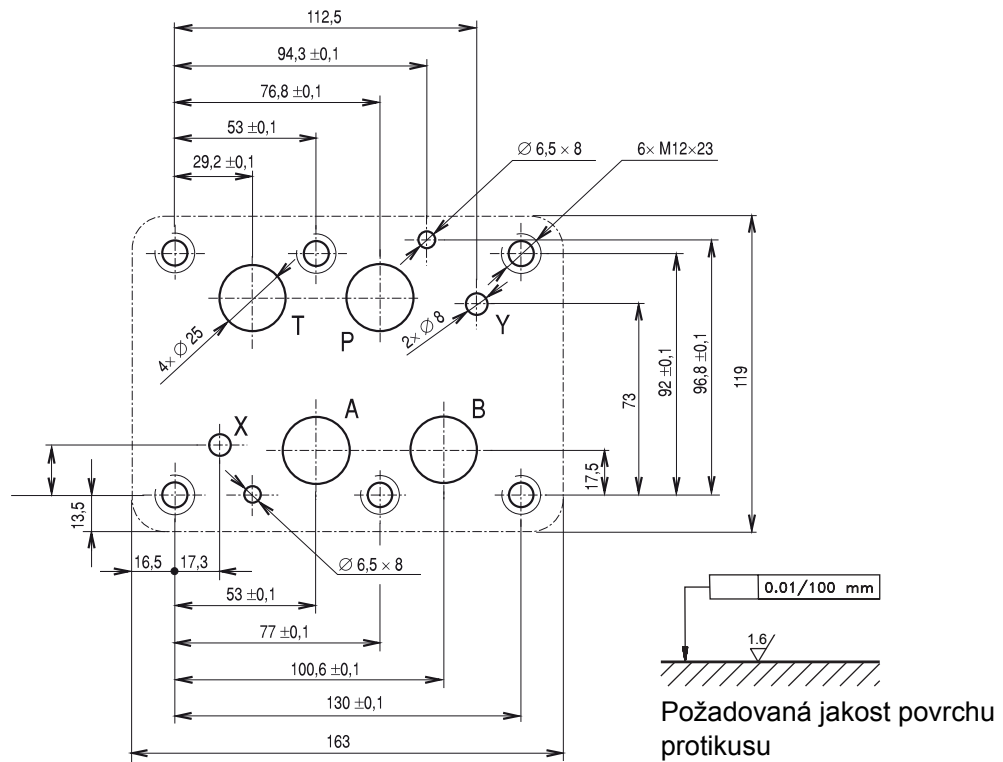 112,5
94,3 ±0,1
76,8 ±0,1
53 ±0,1
29,2 ±0,1
∅ 6,5 × 8
6× M12×23
T
P
Y
4× ∅ 25
2× ∅ 8
73
92 ±0,1
96,8 ±0,1
119
X
A
B
17,5
13,5
16,5
17,3
∅ 6,5 × 8
53 ±0,1
77 ±0,1
100,6 ±0,1
130 ±0,1
163
0.01/100 mm
1.6
Požadovaná jakost povrchu
protikusu